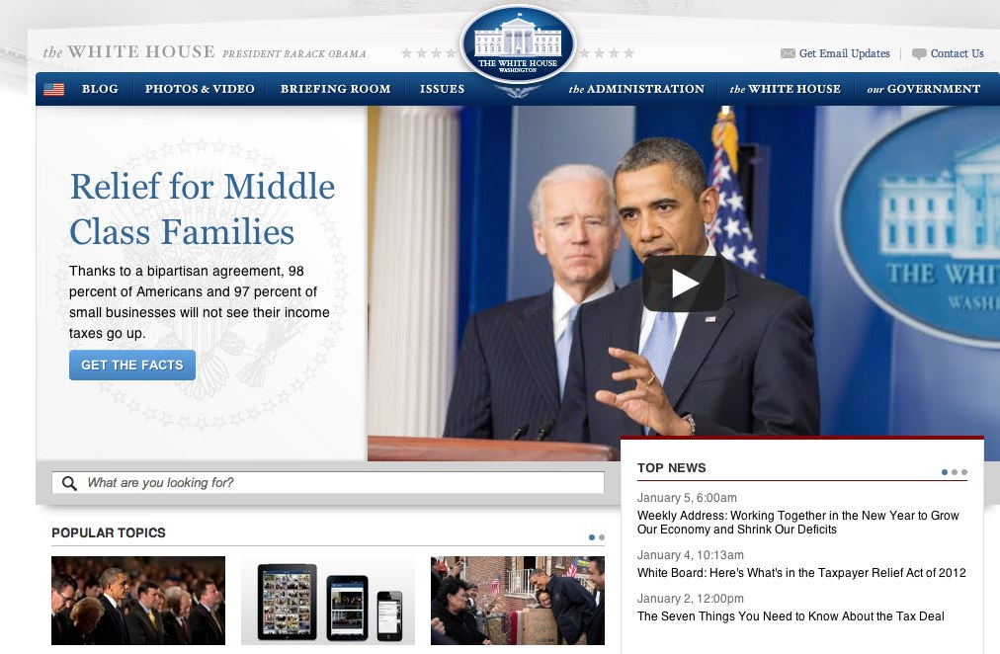 the WHITE HOUSE PRESIDENT BARACK OBAMA
THE WHITE HOUSE
WASHINGTON
Get Email Updates | Contact Us
BLOG PHOTOS & VIDEO BRIEFING ROOM ISSUES the ADMINISTRATION the WHITE HOUSE our GOVERNMENT
Relief for Middle
Class Families
Thanks to a bipartisan agreement, 98
percent of Americans and 97 percent of
small businesses will not see their income
taxes go up.
GET THE FACTS
THE WHIT
WASHI
What are you looking for?
POPULAR TOPICS
TOP NEWS
January 5, 6:00am
Weekly Address: Working Together in the New Year to Grow
Our Economy and Shrink Our Deficits
January 4, 10:13am
White Board: Here's What's in the Taxpayer Relief Act of 2012
January 2, 12:00pm
The Seven Things You Need to Know About the Tax Deal